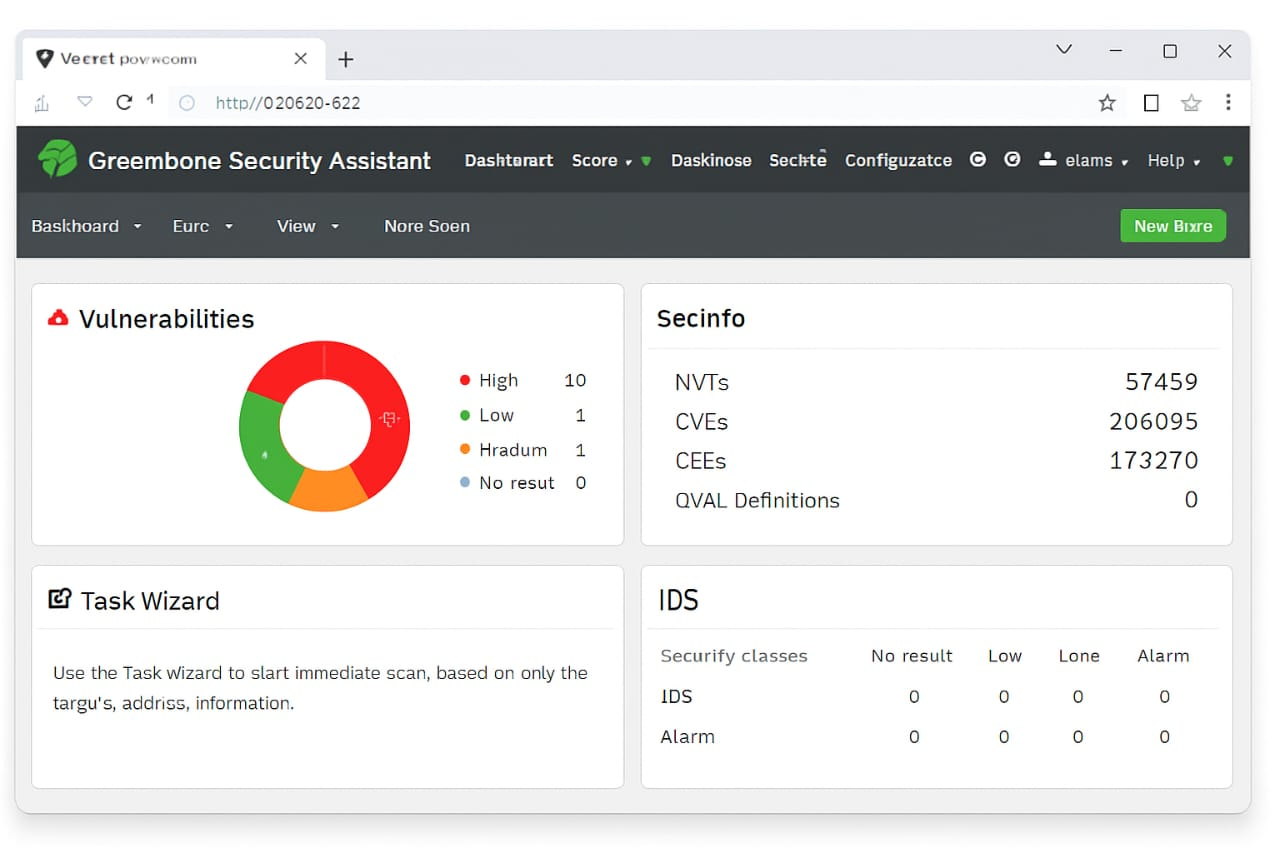 Vecret povwcom
http//020620-622
Greembone Security Assistant Dashterart Score Daskinose Sechte Configuzatce elams Help
Baskhoard Eurc View Nore Soen New Bixre
Vulnerabilities
High 10
Low 1
Hradum 1
No resut 0
Secinfo
NVTs 57459
CVEs 206095
CEEs 173270
QVAL Definitions 0
Task Wizard
Use the Task wizard to slart immediate scan, based on only the
targu's, addriss, information.
IDS
Securify classes No result Low Lone Alarm
IDS 0 0 0 0
Alarm 0 0 0 0